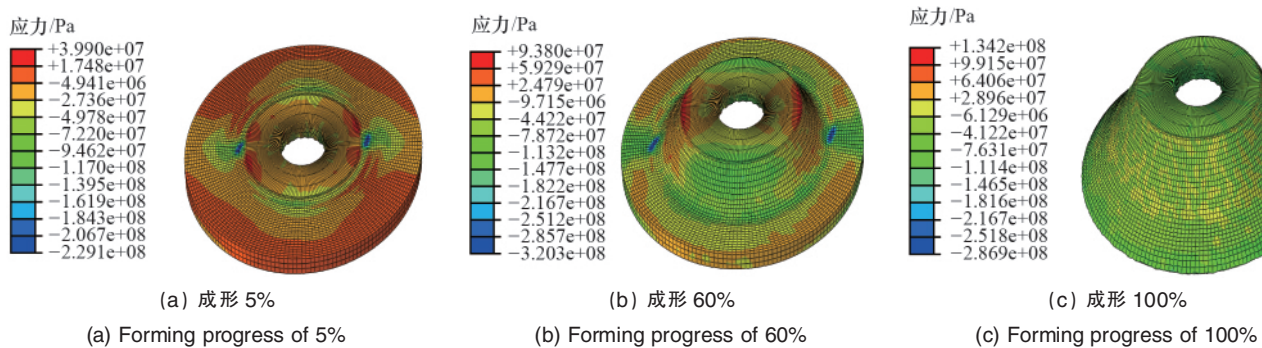 应力/Pa
+3.990e+07
+1.748e+07
−4.941e+06
−2.736e+07
−4.978e+07
−7.220e+07
−9.462e+07
−1.170e+08
−1.395e+08
−1.619e+08
−1.843e+08
−2.067e+08
−2.291e+08
(a) 成形 5%
(a) Forming progress of 5%
应力/Pa
+9.380e+07
+5.929e+07
+2.479e+07
−9.715e+06
−4.422e+07
−7.872e+07
−1.132e+08
−1.477e+08
−1.822e+08
−2.167e+08
−2.512e+08
−2.857e+08
−3.203e+08
(b) 成形 60%
(b) Forming progress of 60%
应力/Pa
+1.342e+08
+9.915e+07
+6.406e+07
+2.896e+07
−6.129e+06
−4.122e+07
−7.631e+07
−1.114e+08
−1.465e+08
−1.816e+08
−2.167e+08
−2.518e+08
−2.869e+08
(c) 成形 100%
(c) Forming progress of 100%